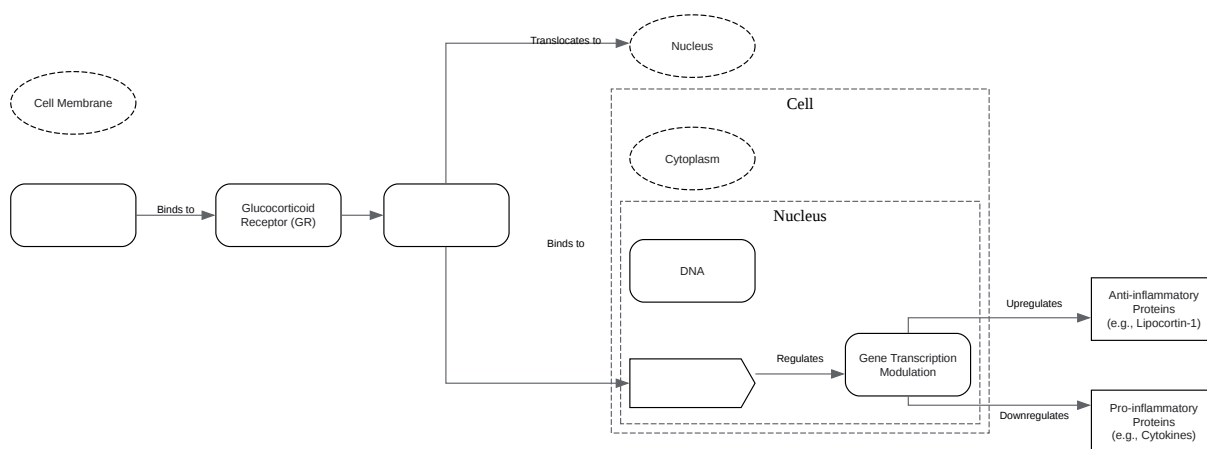 Translocates to
Nucleus
Cell Membrane
Cell
Cytoplasm
Binds to
Glucocorticoid
Receptor (GR)
Nucleus
Binds to
DNA
Upregulates
Anti-inflammatory
Proteins
(e.g., Lipocortin-1)
Regulates
Gene Transcription
Modulation
Downregulates
Pro-inflammatory
Proteins
(e.g., Cytokines)